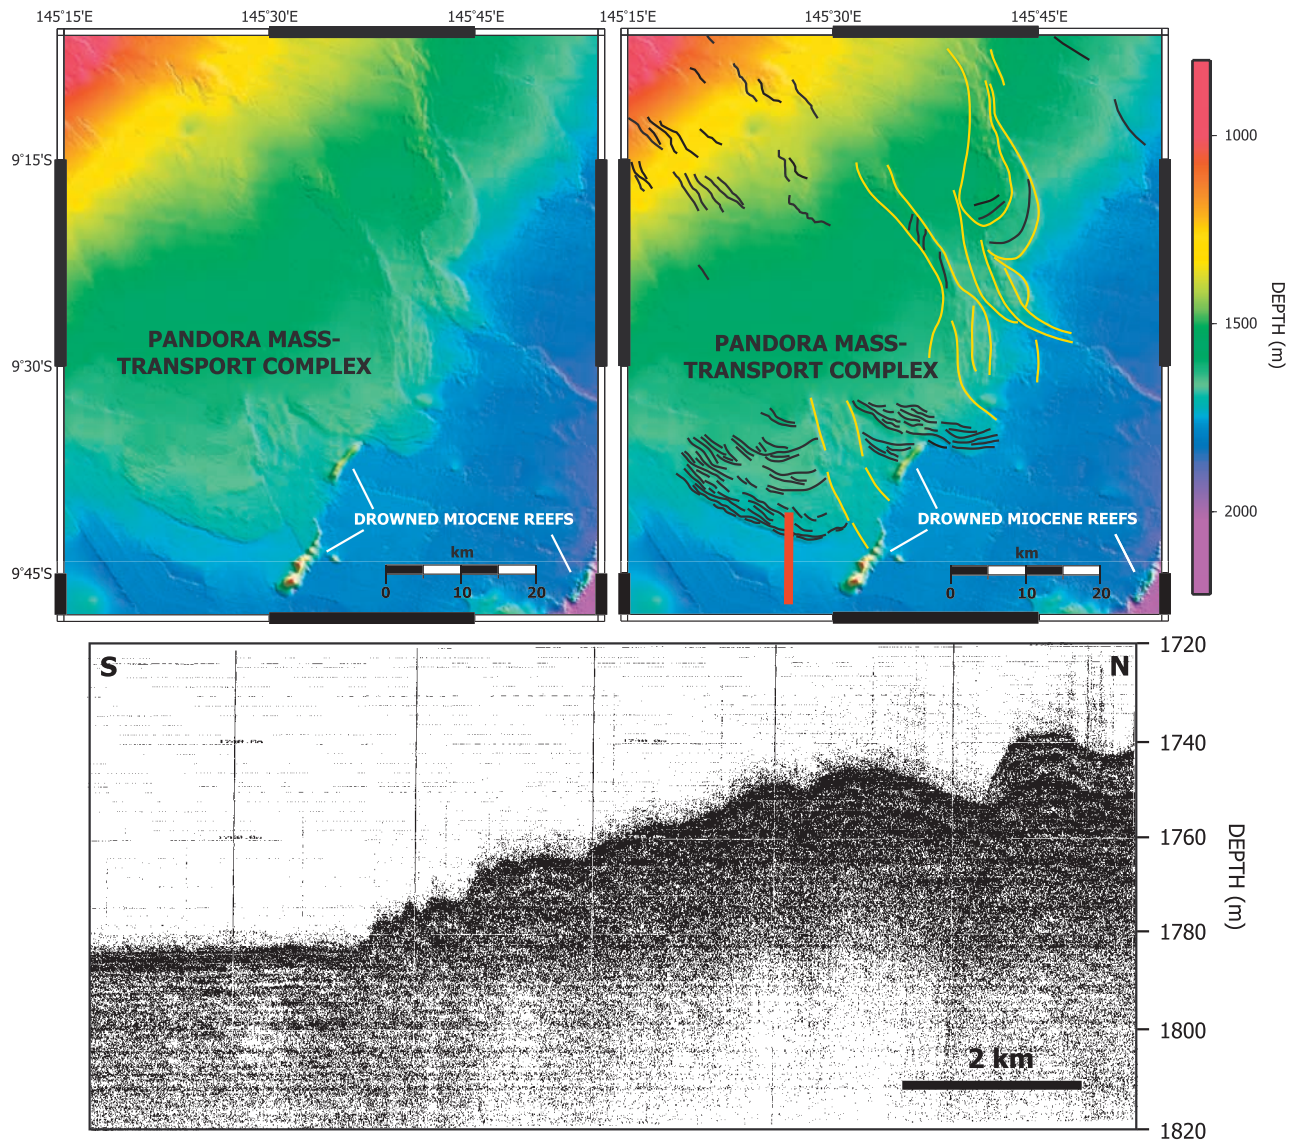 145°15'E 145°30'E 145°45'E 145°15'E 145°30'E 145°45'E
9°15'S
9°30'S
9°45'S
PANDORA MASS-
TRANSPORT COMPLEX
DROWNED MIOCENE REEFS
km
0 10 20
PANDORA MASS-
TRANSPORT COMPLEX
DROWNED MIOCENE REEFS
km
0 10 20
1000
1500
2000
DEPTH (m)
S N
1720
1740
1760
1780
1800
1820
DEPTH (m)
2 km